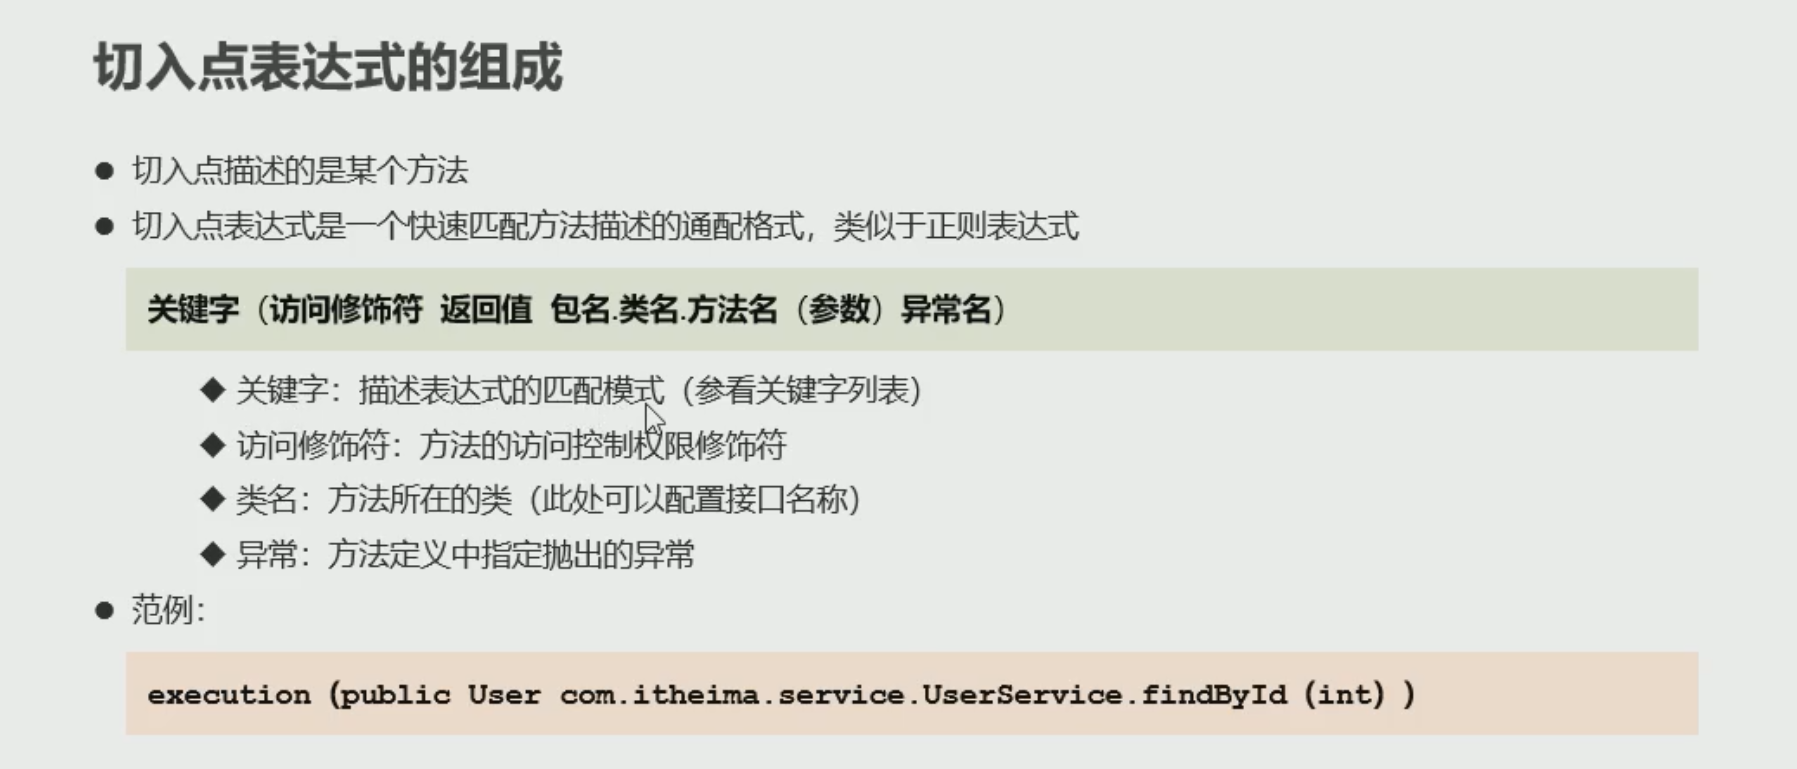 切入点表达式的组成
● 切入点描述的是某个方法
● 切入点表达式是一个快速匹配方法描述的通配格式，类似于正则表达式
关键字（访问修饰符 返回值 包名.类名.方法名（参数）异常名）
◆ 关键字：描述表达式的匹配模式（参看关键字列表）
◆ 访问修饰符：方法的访问控制权限修饰符
◆ 类名：方法所在的类（此处可以配置接口名称）
◆ 异常：方法定义中指定抛出的异常
● 范例：
execution（public User com.itheima.service.UserService.findById（int））